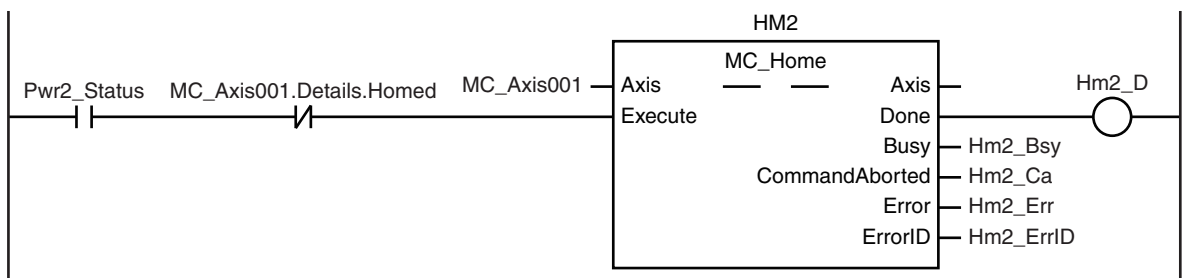 HM2
MC_Home
Pwr2_Status MC_Axis001.Details.Homed MC_Axis001 Axis Axis Hm2_D
Execute Done
Busy Hm2_Bsy
CommandAborted Hm2_Ca
Error Hm2_Err
ErrorID Hm2_ErrID